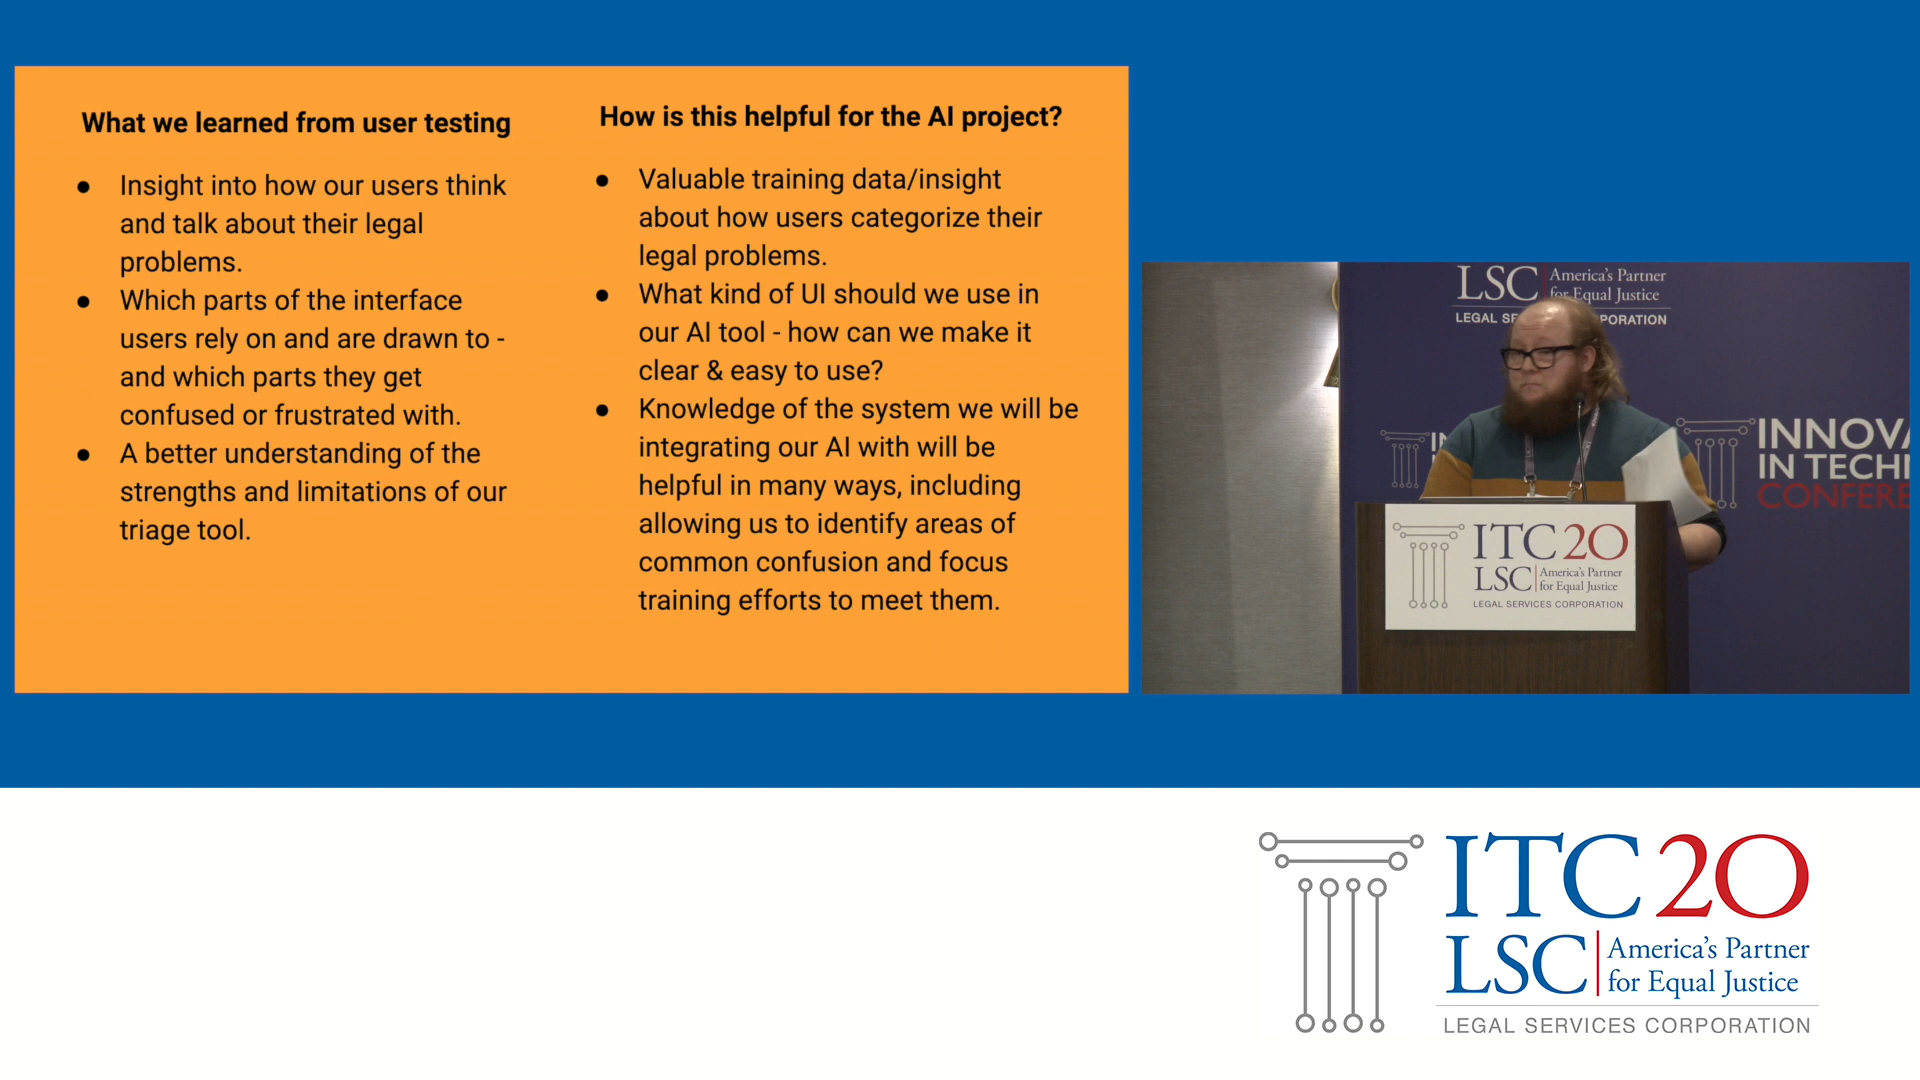 What we learned from user testing
● Insight into how our users think
and talk about their legal
problems.
● Which parts of the interface
users rely on and are drawn to -
and which parts they get
confused or frustrated with.
● A better understanding of the
strengths and limitations of our
triage tool.
How is this helpful for the AI project?
● Valuable training data/insight
about how users categorize their
legal problems.
● What kind of UI should we use in
our AI tool - how can we make it
clear & easy to use?
● Knowledge of the system we will be
integrating our AI with will be
helpful in many ways, including
allowing us to identify areas of
common confusion and focus
training efforts to meet them.
LSC America's Partner
for Equal Justice
LEGAL SE PORATION
IN
INNOVA
IN TECH
CONFERE
ITC 20
LSC America's Partner
for Equal Justice
LEGAL SERVICES CORPORATION
ITC 20
LSC America's Partner
for Equal Justice
LEGAL SERVICES CORPORATION